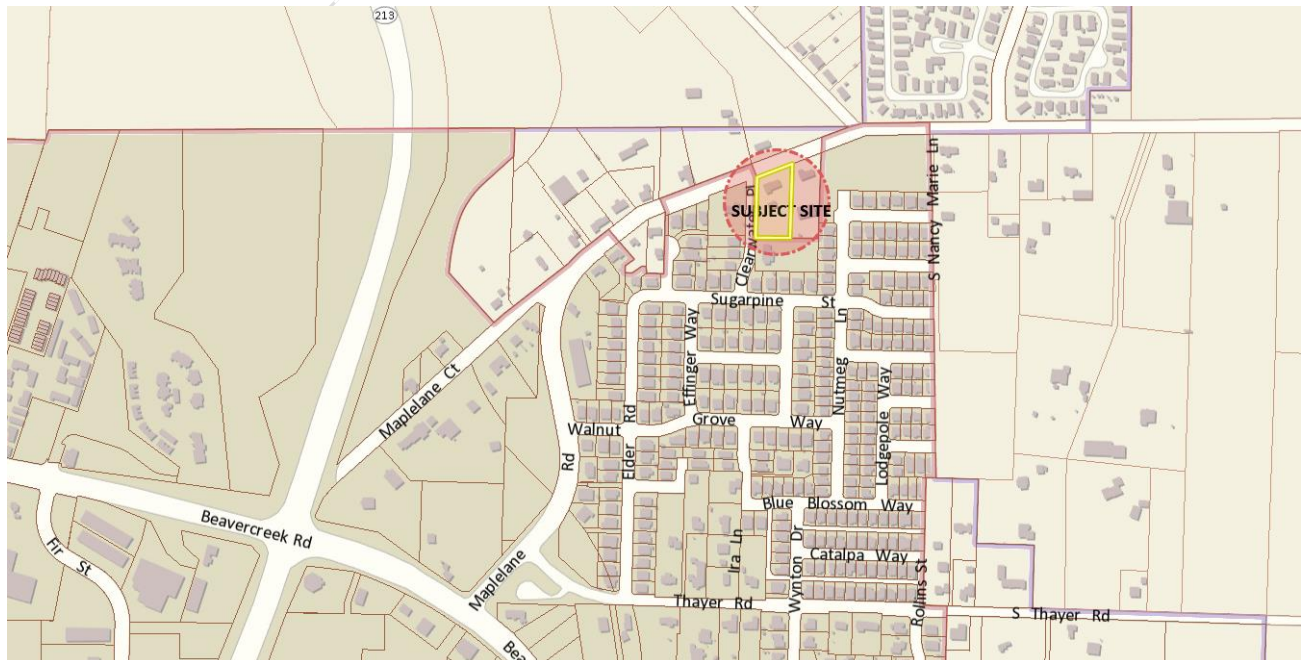 213
S Nancy Marie Ln
SUBJECT SITE
Clearwater Pl
Sugarpine St
Effinger Way
Nutmeg Ln
Maplelane Ct
Lodgepole Way
Walnut Grove Way
Elder Rd
Maplelane Rd
Beavercreek Rd
Fir St
Blue Blossom Way
Ira Ln
Wynton Dr
Catalpa Way
Rollins St
Thayer Rd
S Thayer Rd
Bea